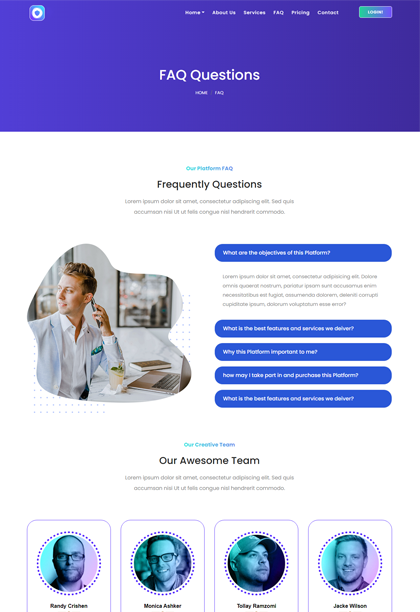 Home About Us Services FAQ Pricing Contact LOGIN!
FAQ Questions
HOME / FAQ
Our Platform FAQ
Frequently Questions
Lorem ipsum dolor sit amet, consectetur adipiscing elit. Sed quis
accumsan nisi Ut ut felis congue nisl hendrerit commodo.
What are the objectives of this Platform?
Lorem ipsum dolor sit amet, consectetur adipisicing elit. Dolore
omnis quaerat nostrum, pariatur ipsam sunt accusamus enim
necessitatibus est fugiat, assumenda dolorem, deleniti corrupti
cupiditate ipsum, dolorum voluptatum esse error?
What is the best features and services we deiver?
Why this Platform important to me?
how may I take part in and purchase this Platform?
What is the best features and services we deiver?
Our Creative Team
Our Awesome Team
Lorem ipsum dolor sit amet, consectetur adipiscing elit. Sed quis
accumsan nisi Ut ut felis congue nisl hendrerit commodo.
Randy Crishen
Monica Ashker
Tollay Ramzomi
Jacke Wilson